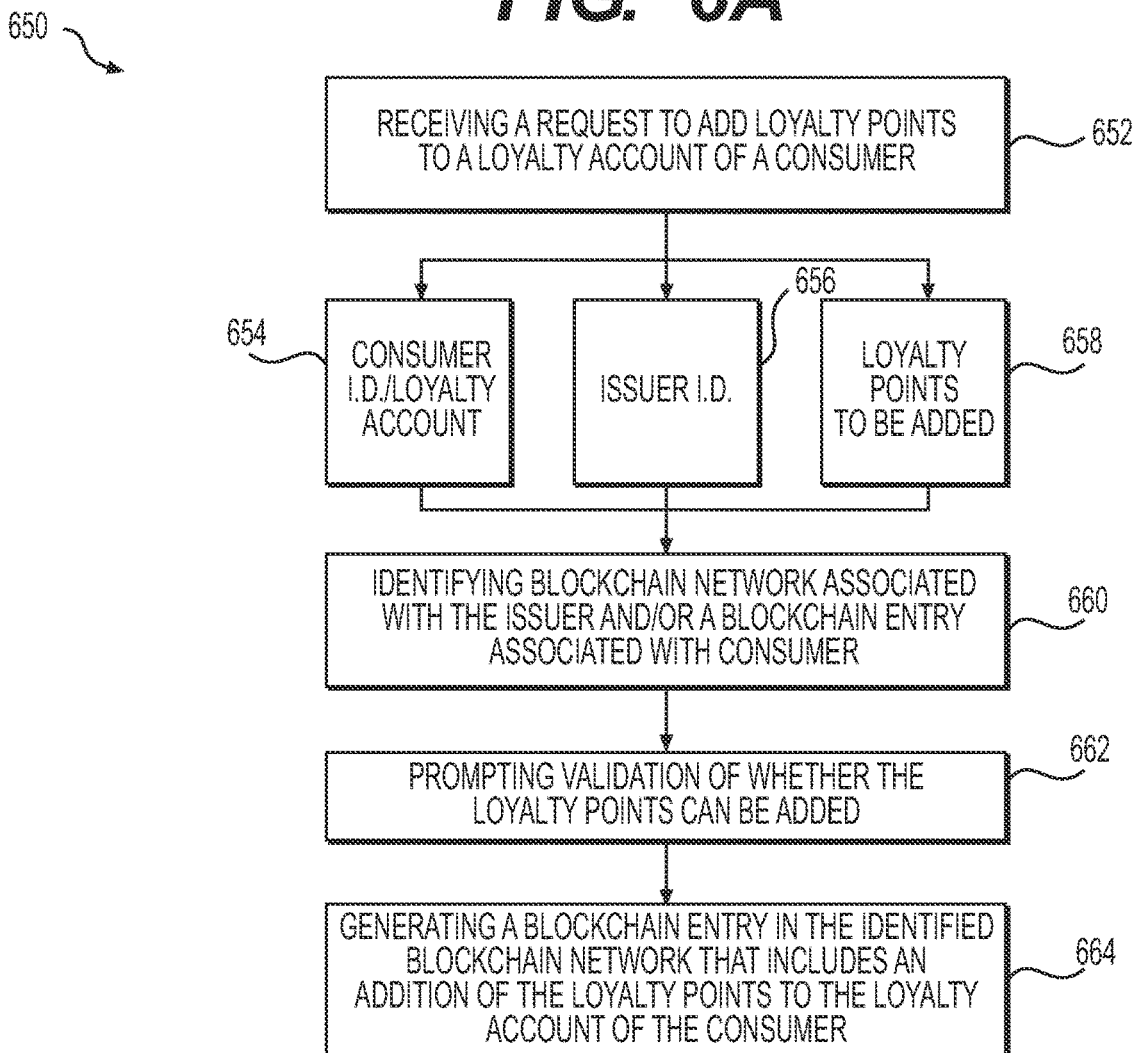 FIG. 6A
650
RECEIVING A REQUEST TO ADD LOYALTY POINTS
TO A LOYALTY ACCOUNT OF A CONSUMER
652
654
CONSUMER
I.D./LOYALTY
ACCOUNT
656
ISSUER I.D.
658
LOYALTY
POINTS
TO BE ADDED
IDENTIFYING BLOCKCHAIN NETWORK ASSOCIATED
WITH THE ISSUER AND/OR A BLOCKCHAIN ENTRY
ASSOCIATED WITH CONSUMER
660
PROMPTING VALIDATION OF WHETHER THE
LOYALTY POINTS CAN BE ADDED
662
GENERATING A BLOCKCHAIN ENTRY IN THE IDENTIFIED
BLOCKCHAIN NETWORK THAT INCLUDES AN
ADDITION OF THE LOYALTY POINTS TO THE LOYALTY
ACCOUNT OF THE CONSUMER
664